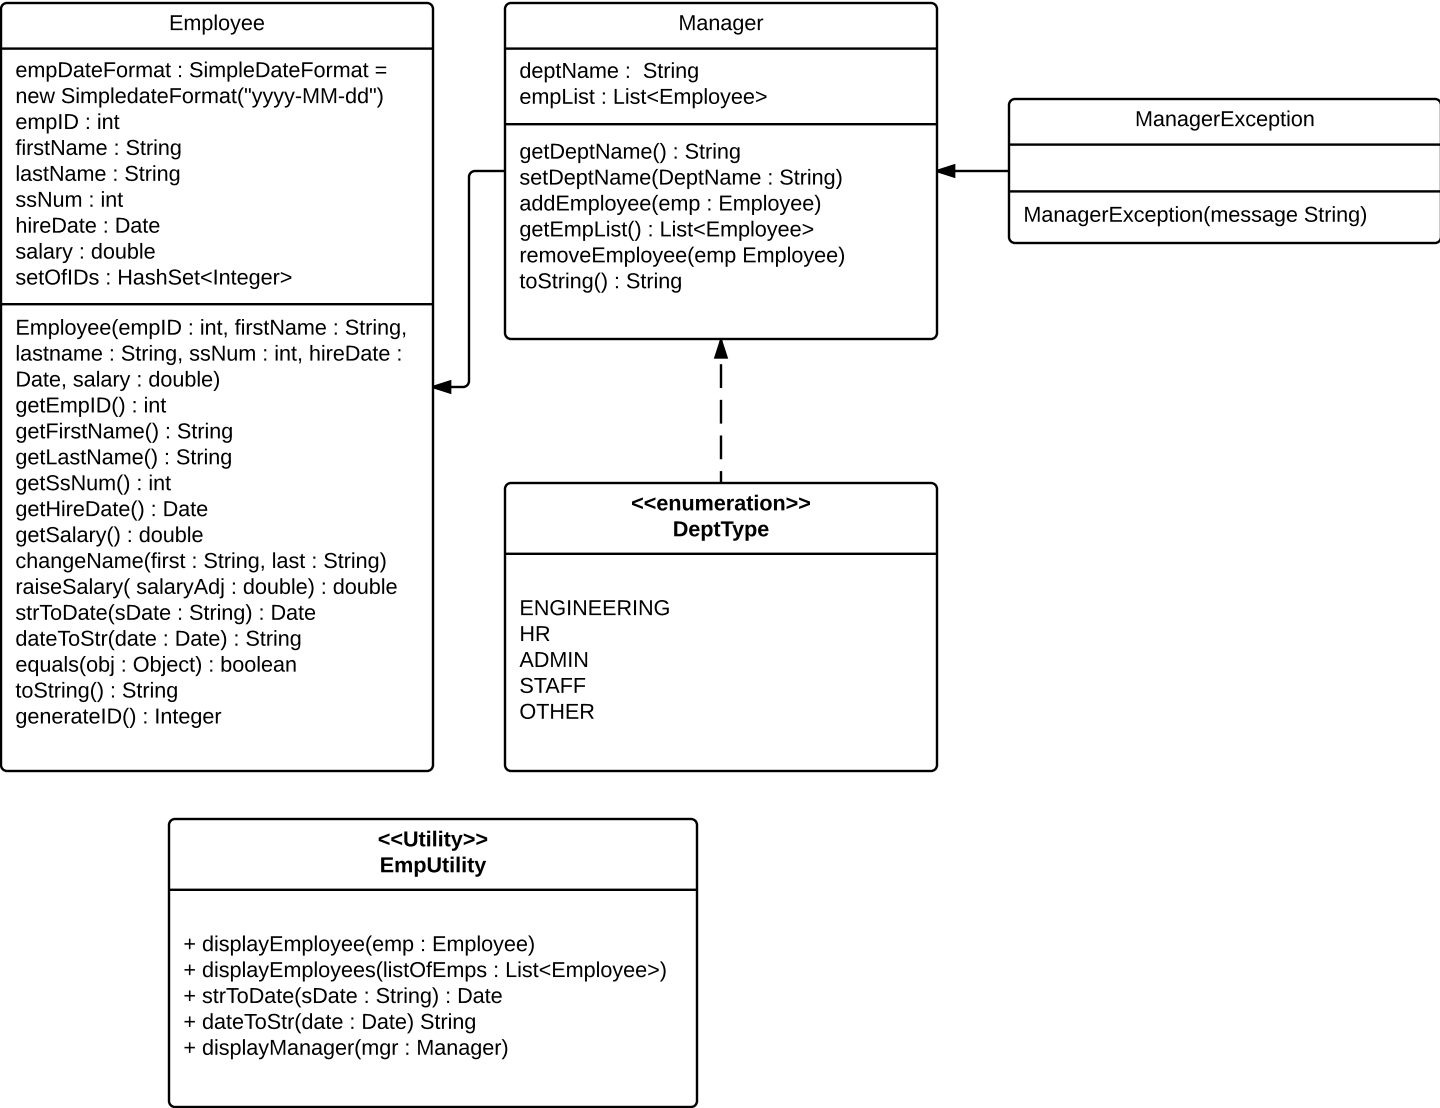 Employee
empDateFormat : SimpleDateFormat =
new SimpledateFormat("yyyy-MM-dd")
empID : int
firstName : String
lastName : String
ssNum : int
hireDate : Date
salary : double
setOfIDs : HashSet<Integer>
Employee(empID : int, firstName : String,
lastname : String, ssNum : int, hireDate :
Date, salary : double)
getEmpID() : int
getFirstName() : String
getLastName() : String
getSsNum() : int
getHireDate() : Date
getSalary() : double
changeName(first : String, last : String)
raiseSalary( salaryAdj : double) : double
strToDate(sDate : String) : Date
dateToStr(date : Date) : String
equals(obj : Object) : boolean
toString() : String
generateID() : Integer
Manager
deptName :  String
empList : List<Employee>
getDeptName() : String
setDeptName(DeptName : String)
addEmployee(emp : Employee)
getEmpList() : List<Employee>
removeEmployee(emp Employee)
toString() : String
ManagerException
ManagerException(message String)
<<enumeration>>
DeptType
ENGINEERING
HR
ADMIN
STAFF
OTHER
<<Utility>>
EmpUtility
+ displayEmployee(emp : Employee)
+ displayEmployees(listOfEmps : List<Employee>)
+ strToDate(sDate : String) : Date
+ dateToStr(date : Date) String
+ displayManager(mgr : Manager)